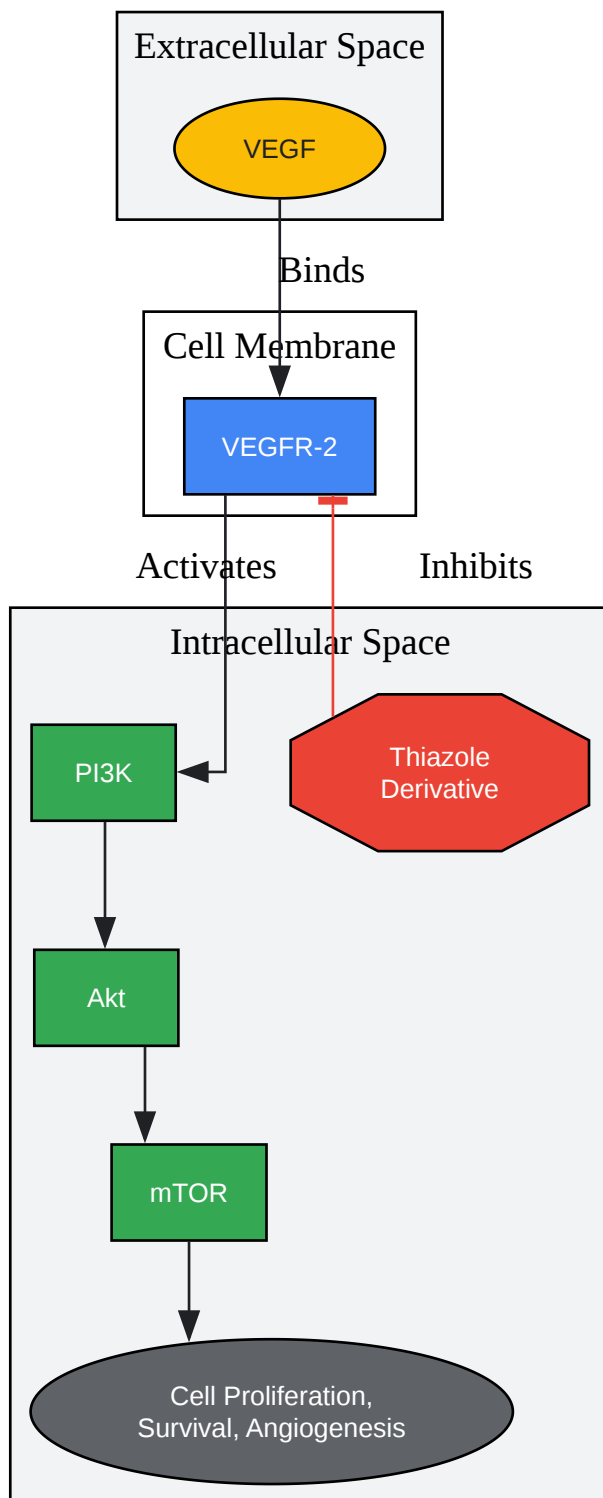 Extracellular Space
VEGF
Binds
Cell Membrane
VEGFR-2
Activates
Inhibits
Intracellular Space
PI3K
Thiazole
Derivative
Akt
mTOR
Cell Proliferation,
Survival, Angiogenesis